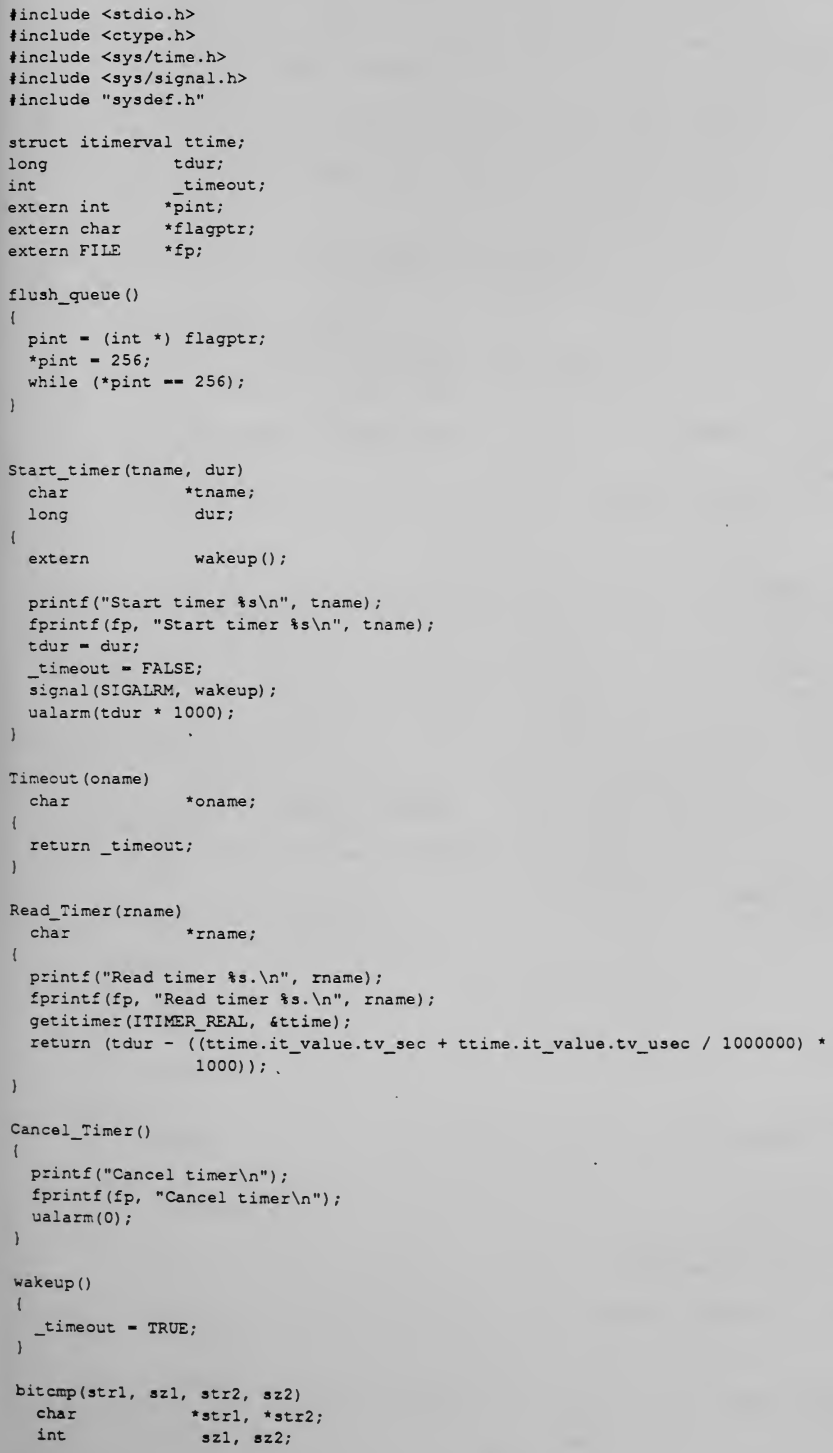 #include <stdio.h>
#include <ctype.h>
#include <sys/time.h>
#include <sys/signal.h>
#include "sysdef.h"

struct itimerval ttime;
long            tdur;
int             _timeout;
extern int      *pint;
extern char     *flagptr;
extern FILE     *fp;

flush_queue()
{
  pint = (int *) flagptr;
  *pint = 256;
  while (*pint == 256);
}

Start_timer(tname, dur)
  char            *tname;
  long             dur;
{
  extern           wakeup();

  printf("Start timer %s\n", tname);
  fprintf(fp, "Start timer %s\n", tname);
  tdur = dur;
  _timeout = FALSE;
  signal(SIGALRM, wakeup);
  ualarm(tdur * 1000);
}

Timeout(oname)
  char            *oname;
{
  return _timeout;
}

Read_Timer(rname)
  char            *rname;
{
  printf("Read timer %s.\n", rname);
  fprintf(fp, "Read timer %s.\n", rname);
  getitimer(ITIMER_REAL, &ttime);
  return (tdur - ((ttime.it_value.tv_sec + ttime.it_value.tv_usec / 1000000) *
                  1000));
}

Cancel_Timer()
{
  printf("Cancel timer\n");
  fprintf(fp, "Cancel timer\n");
  ualarm(0);
}

wakeup()
{
  _timeout = TRUE;
}

bitcmp(str1, sz1, str2, sz2)
  char            *str1, *str2;
  int              sz1, sz2;